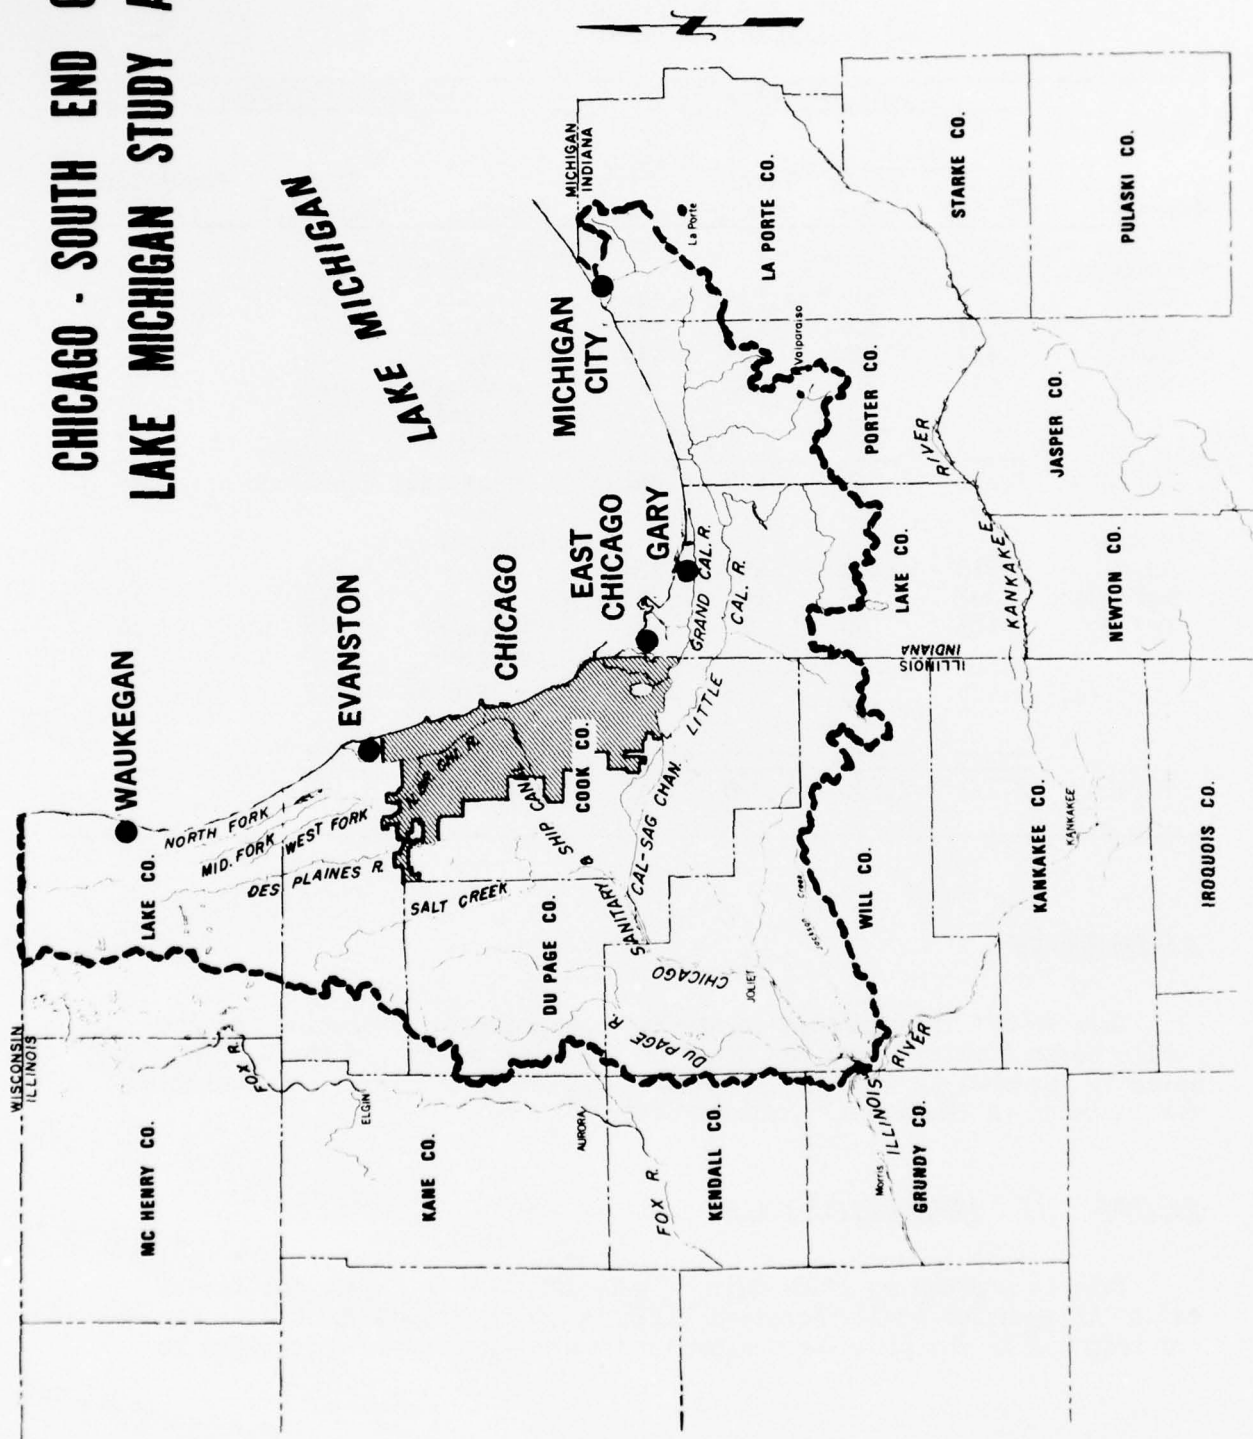 CHICAGO - SOUTH END
LAKE MICHIGAN STUDY
LAKE MICHIGAN
WISCONSIN
ILLINOIS
MC HENRY CO.
LAKE CO.
WAUKEGAN
NORTH FORK
MID. FORK
WEST FORK
DES PLAINES R.
FOX R.
EVANSTON
ELGIN
KANE CO.
SALT CREEK
CHI. R.
CHICAGO
COOK CO.
DU PAGE CO.
AURORA
SANITARY & SHIP CANAL
CHICAGO
CAL-SAG CHAN.
LITTLE CAL. R.
GRAND CAL. R.
EAST
CHICAGO
GARY
MICHIGAN
CITY
MICHIGAN
INDIANA
La Porte
LA PORTE CO.
Valparaiso
PORTER CO.
STARKE CO.
PULASKI CO.
JASPER CO.
LAKE CO.
KANKAKEE RIVER
NEWTON CO.
ILLINOIS
INDIANA
FOX R.
KENDALL CO.
DU PAGE R.
JOLIET
Jackson Creek
WILL CO.
Morris
ILLINOIS RIVER
GRUNDY CO.
KANKAKEE CO.
KANKAKEE
IROQUOIS CO.